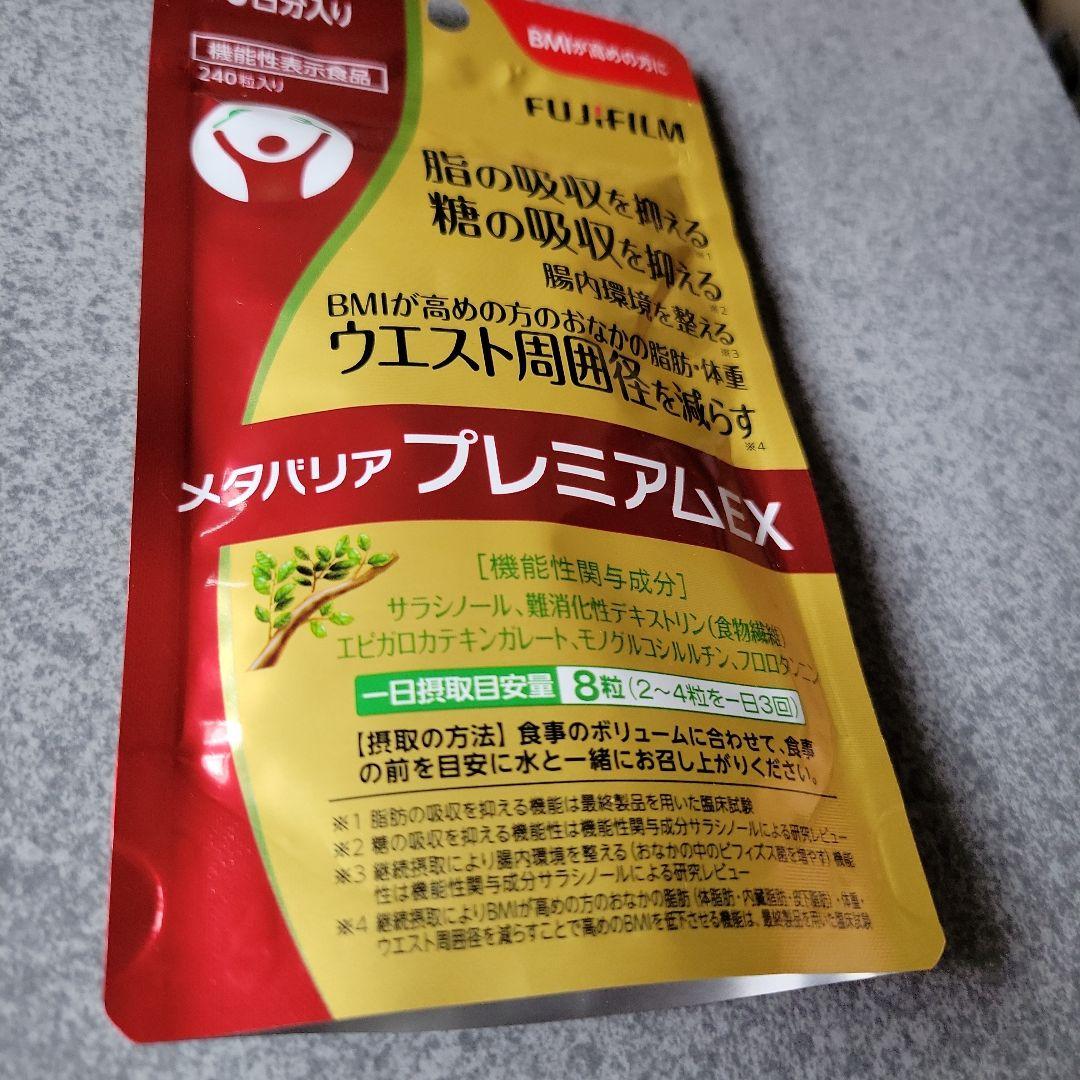 日分入り
機能性表示食品
240粒入り
BMIが高めの方に
FUJIFILM
脂の吸収を抑える※1
糖の吸収を抑える※2
腸内環境を整える※3
BMIが高めの方のおなかの脂肪・体重
ウエスト周囲径を減らす※4
メタバリア プレミアムEX
[機能性関与成分]
サラシノール、難消化性デキストリン(食物繊維)
エピガロカテキンガレート、モノグルコシルルチン、フロロタンニン
一日摂取目安量 8粒(2～4粒を一日3回)
【摂取の方法】食事のボリュームに合わせて、食事
の前を目安に水と一緒にお召し上がりください。
※1 脂肪の吸収を抑える機能は最終製品を用いた臨床試験
※2 糖の吸収を抑える機能性は機能性関与成分サラシノールによる研究レビュー
※3 継続摂取により腸内環境を整える(おなかの中のビフィズス菌を増やす)機能
性は機能性関与成分サラシノールによる研究レビュー
※4 継続摂取によりBMIが高めの方のおなかの脂肪(体脂肪・内臓脂肪・皮下脂肪)・体重・
ウエスト周囲径を減らすことで高めのBMIを低下させる機能は、最終製品を用いた臨床試験